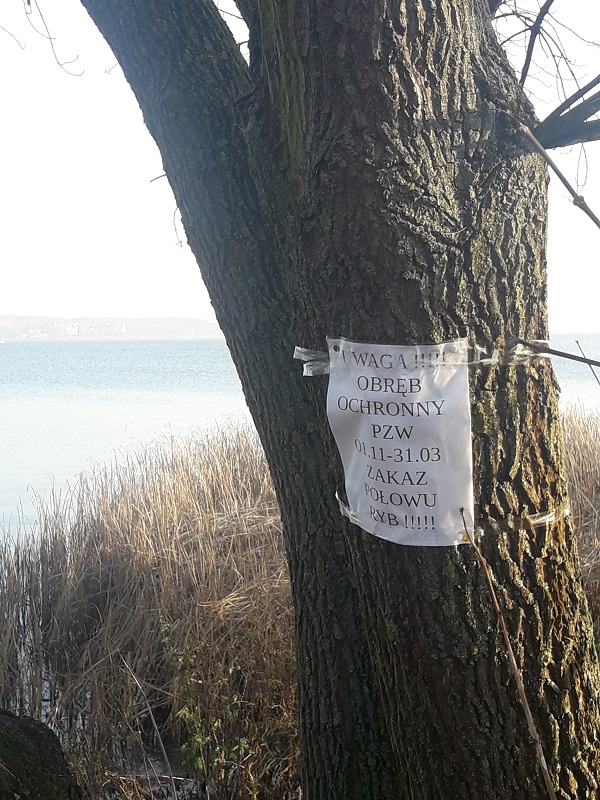 UWAGA !!!!!
OBRĘB
OCHRONNY
PZW
01.11-31.03
ZAKAZ
POŁOWU
RYB !!!!!